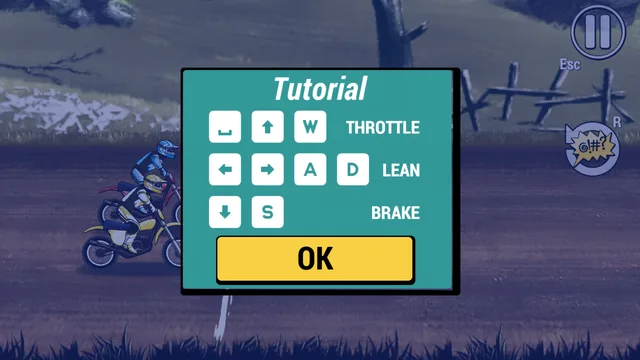 Tutorial
W THROTTLE
A D LEAN
S BRAKE
OK
Esc
R
@!#?